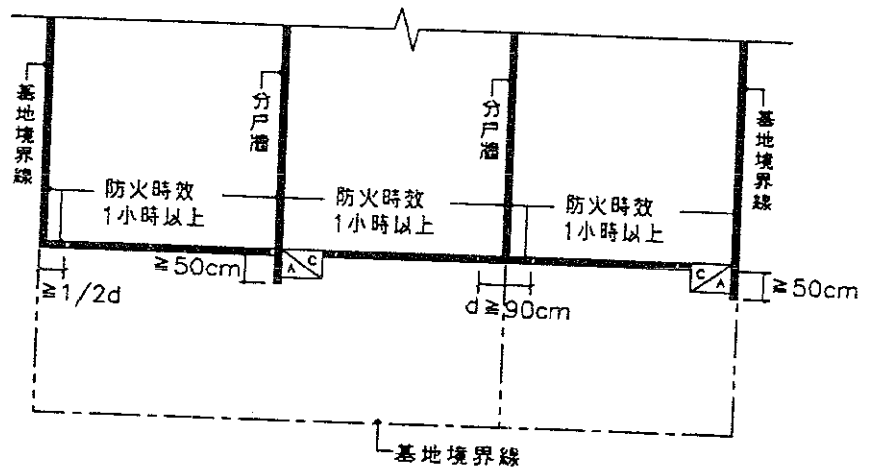 基地境界線
分戶牆
分戶牆
基地境界線
防火時效
1小時以上
防火時效
1小時以上
防火時效
1小時以上
≧1/2d
≧50cm
A C
d≧90cm
C A
≧50cm
基地境界線